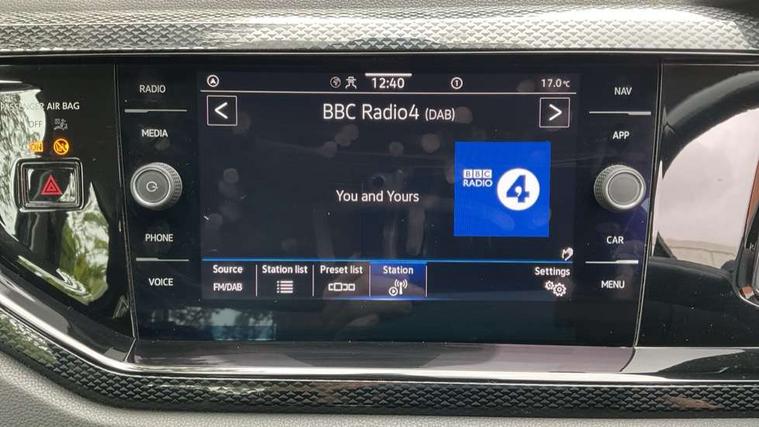 RADIO
MEDIA
PHONE
VOICE
AIR BAG
OFF
ON
12:40
17.0°C
BBC Radio4 (DAB)
You and Yours
BBC
RADIO 4
Source
FM/DAB
Station list
Preset list
Station
Settings
NAV
APP
CAR
MENU